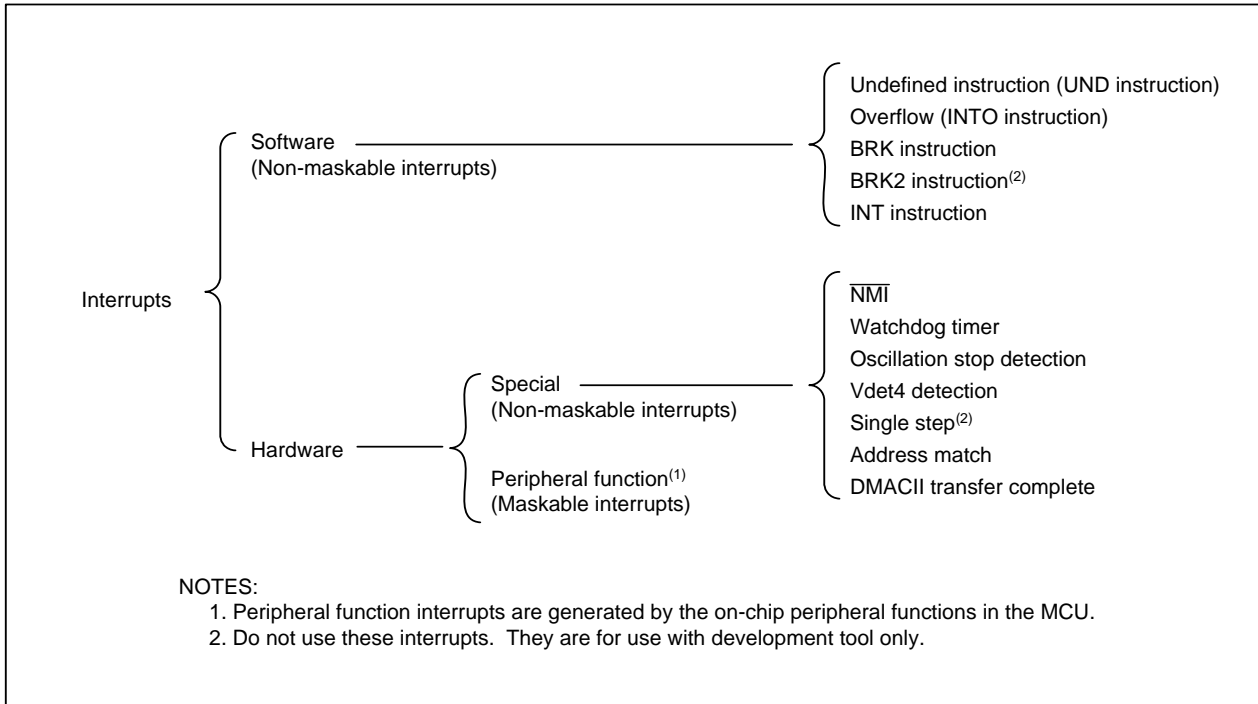 Undefined instruction (UND instruction)
Overflow (INTO instruction)
BRK instruction
BRK2 instruction(2)
INT instruction
Software
(Non-maskable interrupts)
Interrupts
NMI
Watchdog timer
Oscillation stop detection
Vdet4 detection
Single step(2)
Address match
DMACII transfer complete
Special
(Non-maskable interrupts)
Hardware
Peripheral function(1)
(Maskable interrupts)
NOTES:
1. Peripheral function interrupts are generated by the on-chip peripheral functions in the MCU.
2. Do not use these interrupts.  They are for use with development tool only.